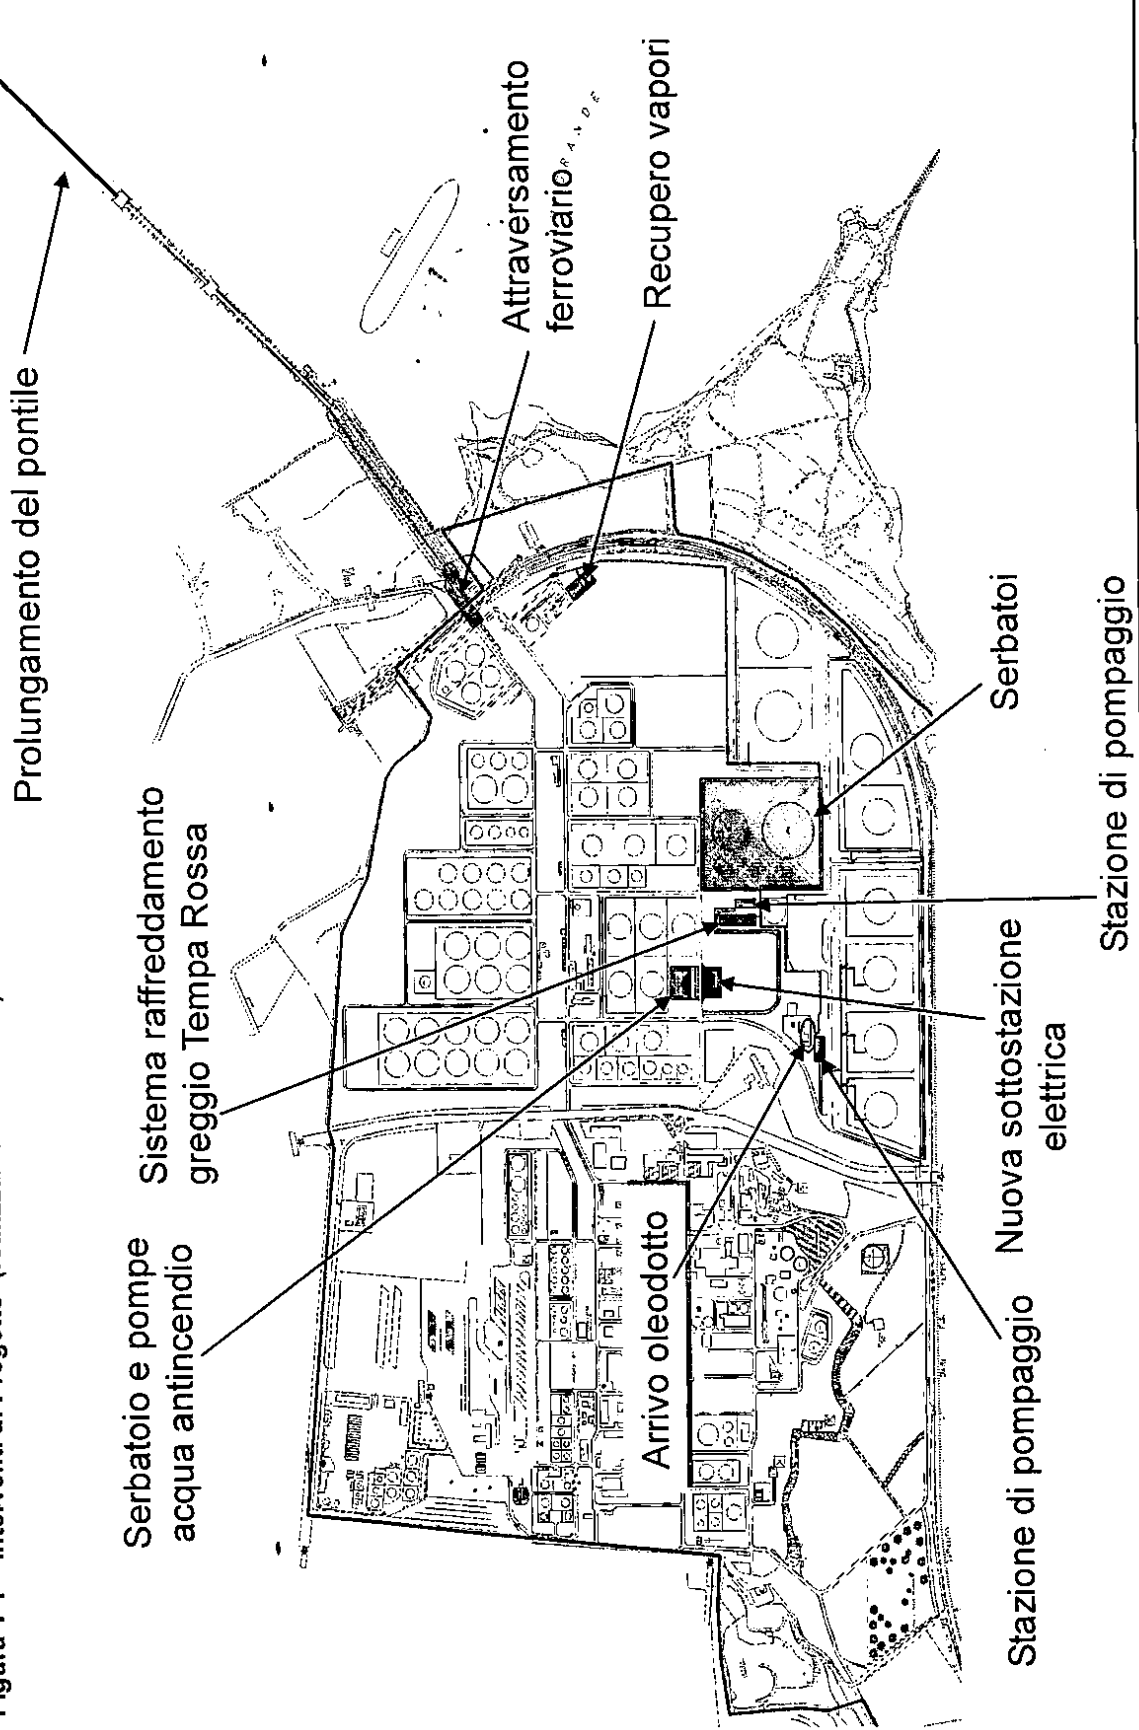 Prolungamento del pontile
Attraversamento
ferroviario
RANDE
Recupero vapori
Sistema raffreddamento
greggio Tempa Rossa
Serbatoio e pompe
acqua antincendio
Arrivo oleodotto
Serbatoi
Stazione di pompaggio
Nuova sottostazione
elettrica
Stazione di pompaggio